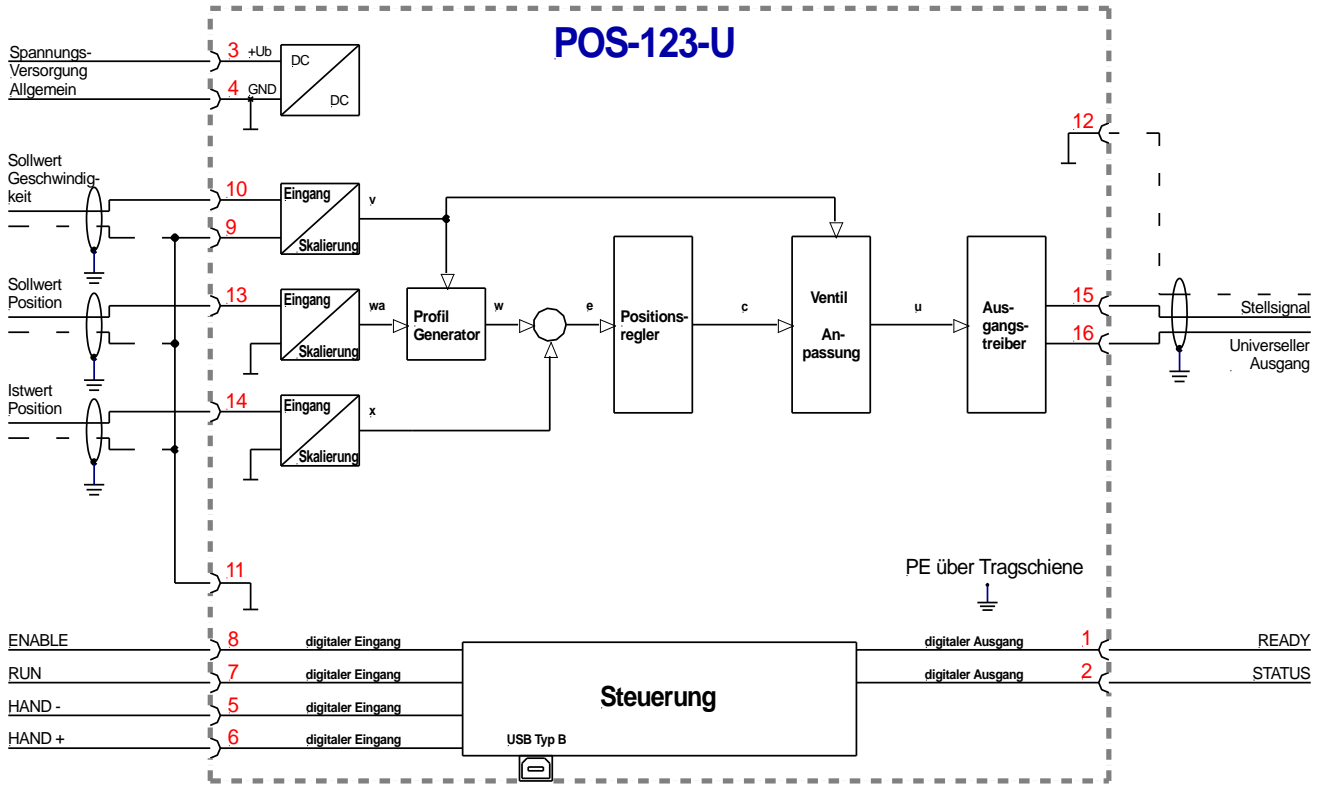 POS-123-U
Spannungs-
Versorgung
Allgemein
3 +Ub
4 GND
DC
DC
12
Sollwert
Geschwindig-
keit
10
9
Eingang
Skalierung
v
Sollwert
Position
13
Eingang
Skalierung
wa
Profil
Generator
w
e
Positions-
regler
c
Ventil
An-
passung
u
Aus-
gangs-
treiber
15
16
Stellsignal
Universeller
Ausgang
Istwert
Position
14
Eingang
Skalierung
x
11
PE über Tragschiene
ENABLE 8 digitaler Eingang
RUN 7 digitaler Eingang
HAND - 5 digitaler Eingang
HAND + 6 digitaler Eingang
Steuerung
USB Typ B
digitaler Ausgang 1 READY
digitaler Ausgang 2 STATUS